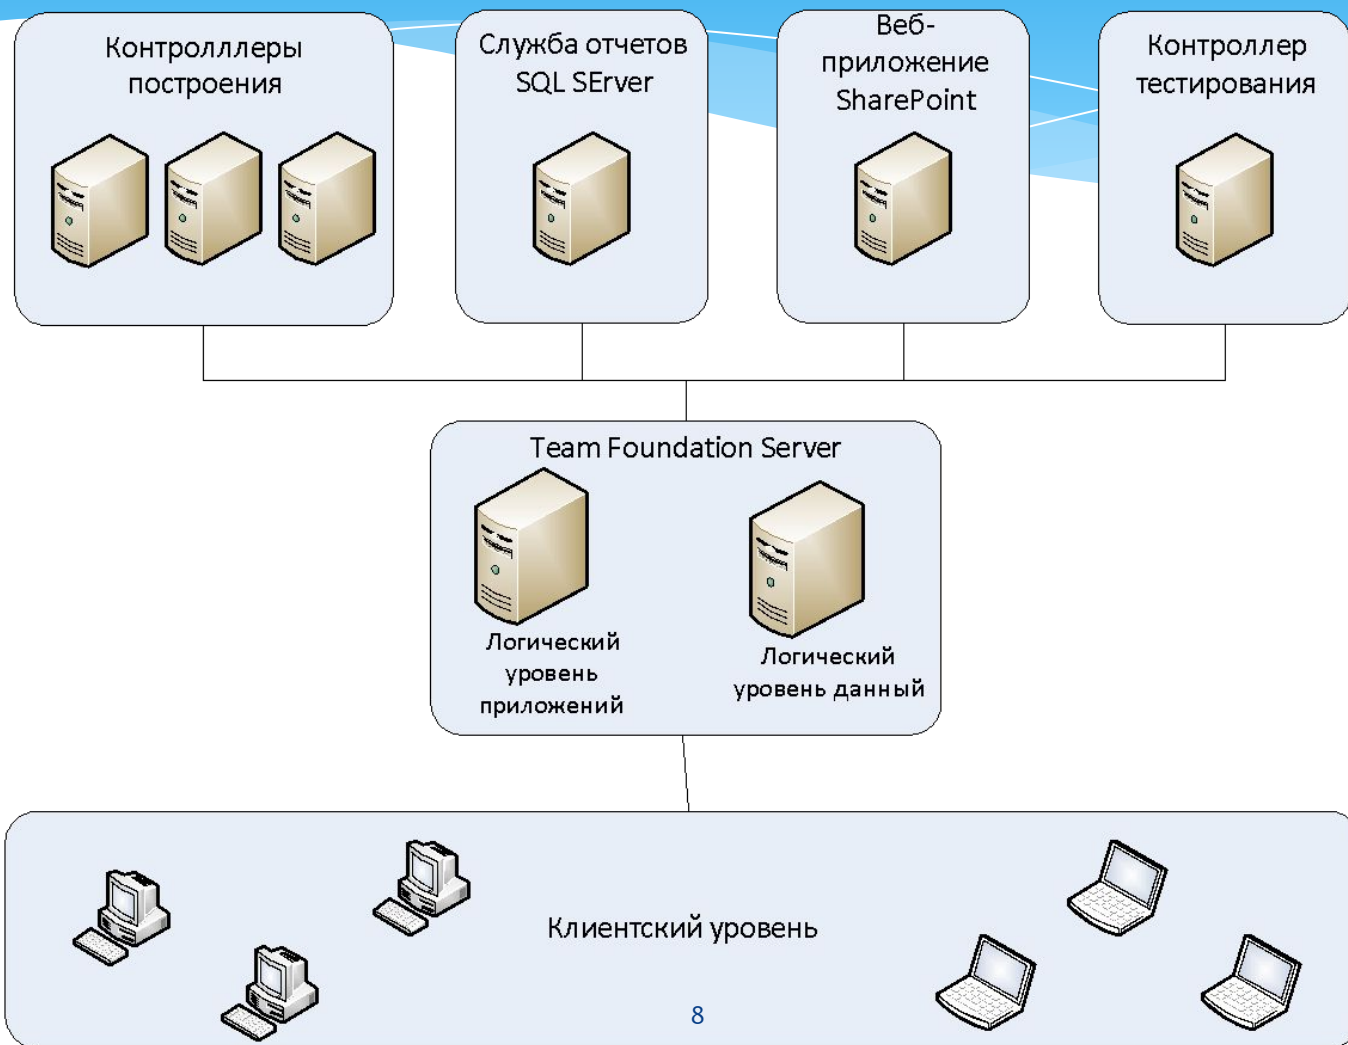 Контролллеры
построения
Служба отчетов
SQL SErver
Веб-
приложение
SharePoint
Контроллер
тестирования
Team Foundation Server
Логический
уровень
приложений
Логический
уровень данный
Клиентский уровень
8